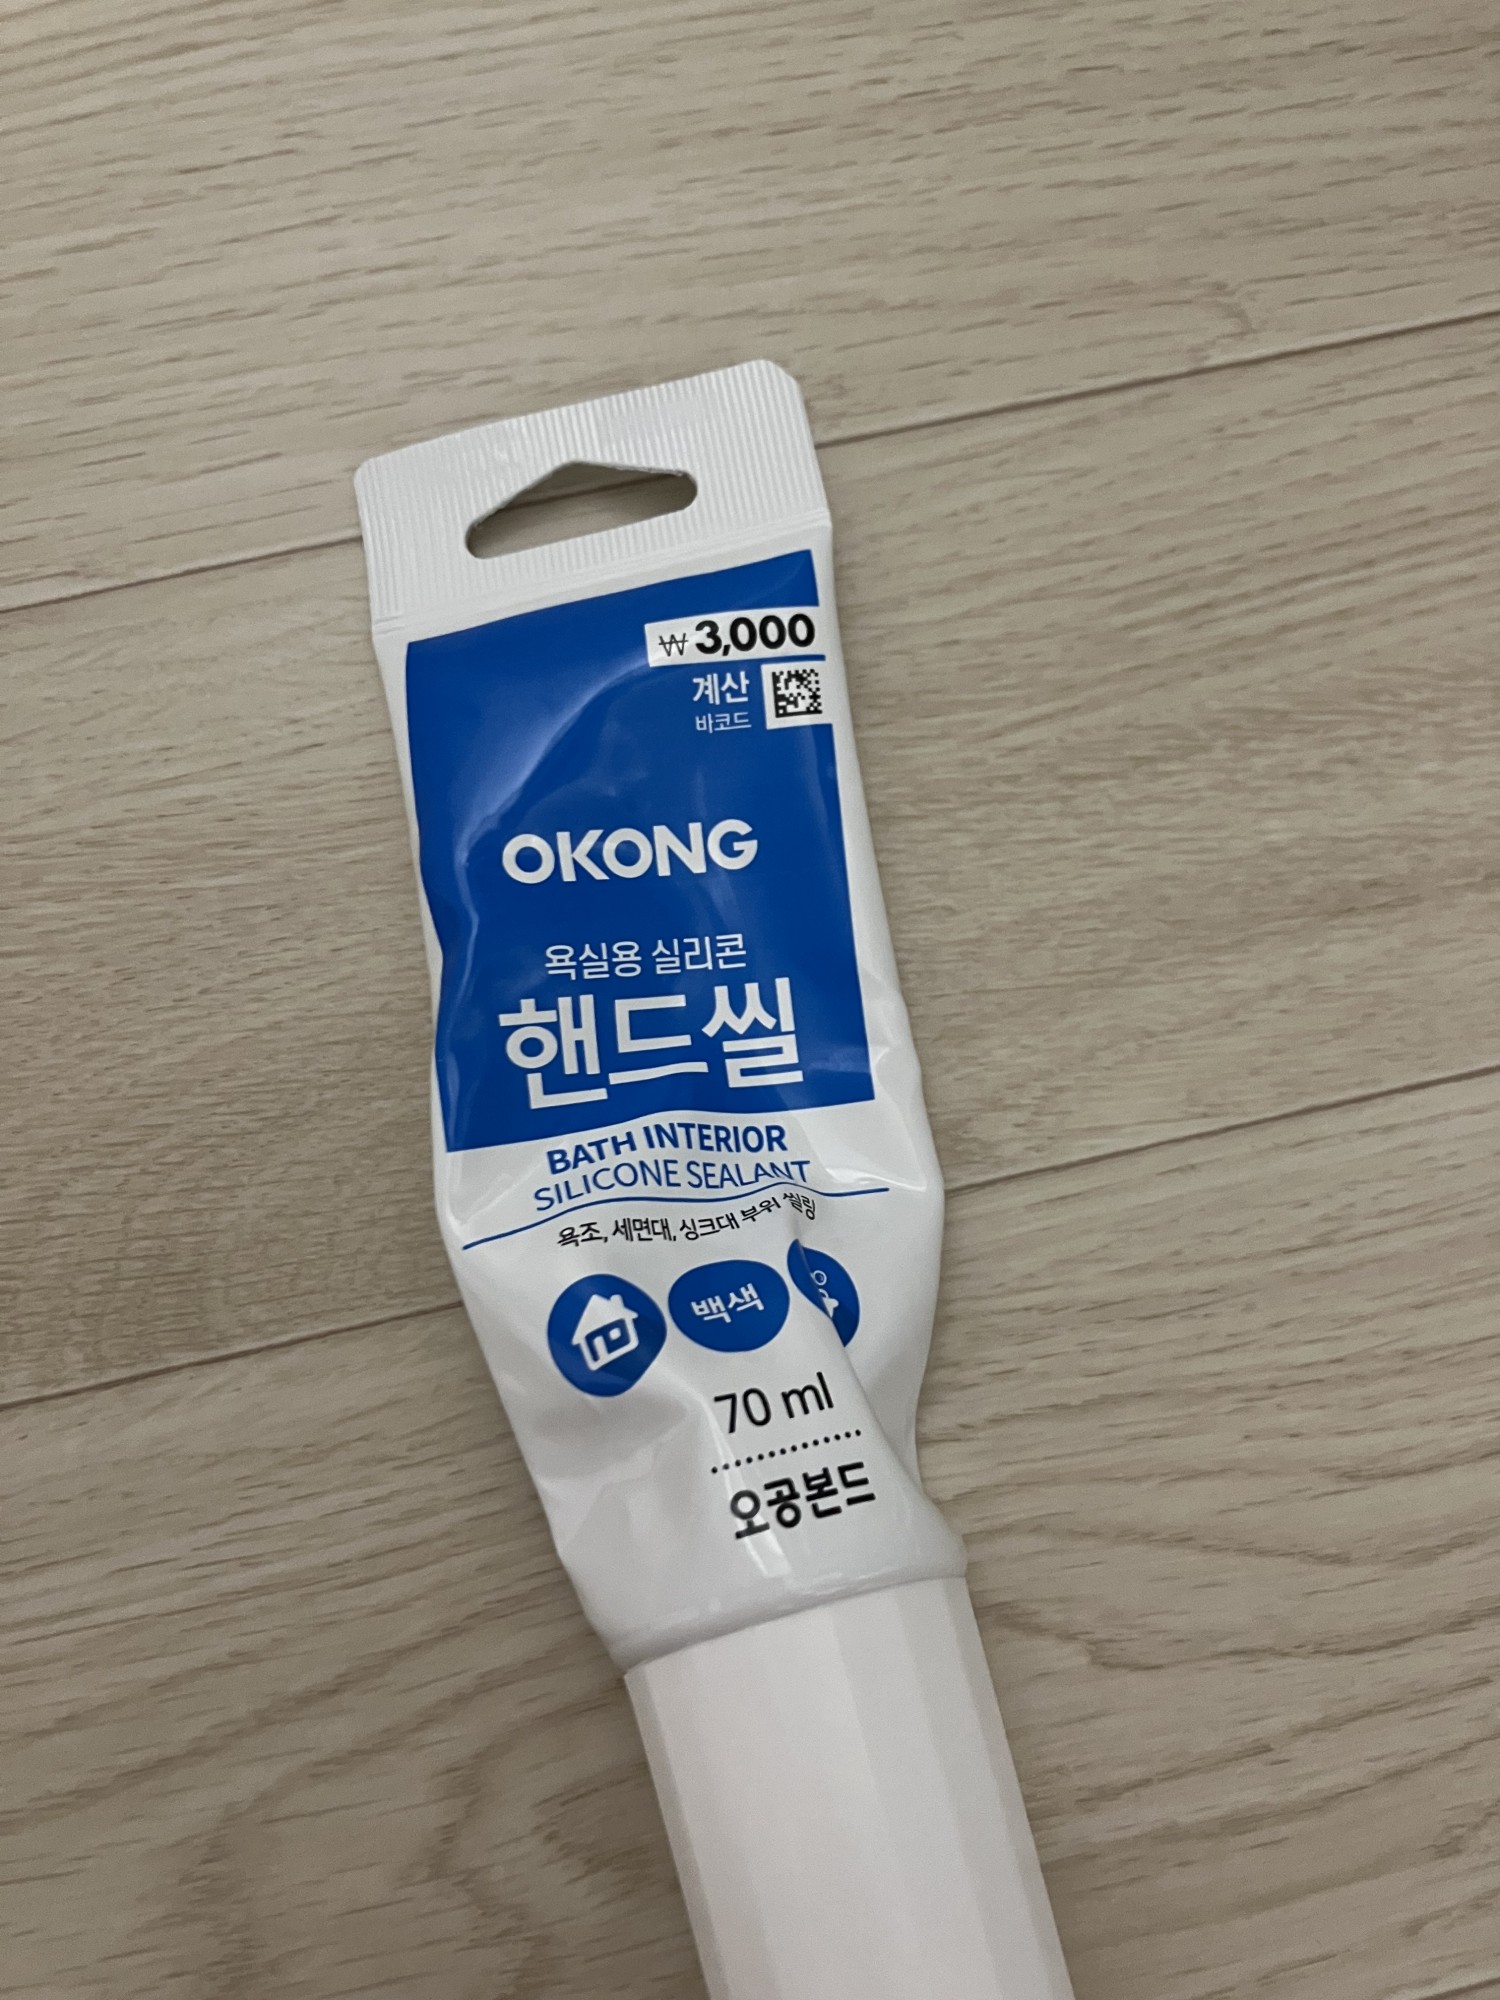 ₩3,000
계산
바코드
OKONG
욕실용 실리콘
핸드씰
BATH INTERIOR
SILICONE SEALANT
욕조, 세면대, 싱크대 부위 씰링
백색
70 ml
오공본드